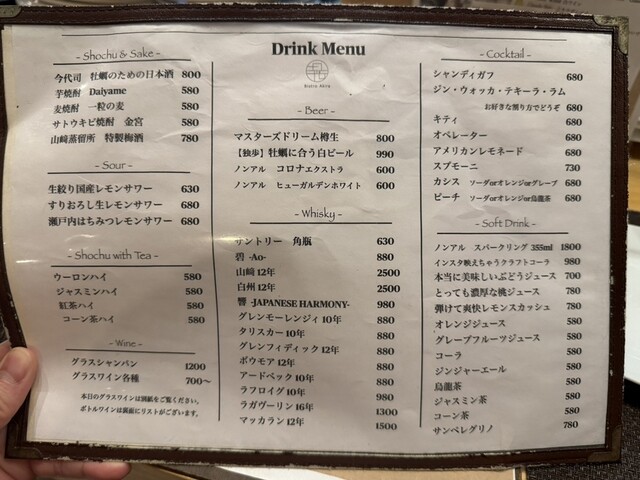 Drink Menu
Bistro Abita
- Shochu & Sake -
今代司 牡蠣のための日本酒 800
芋焼酎 Daiyame 580
麦焼酎 一粒の麦 580
サトウキビ焼酎 金宮 580
山﨑蒸留所 特製梅酒 780
- Sour -
生絞り国産レモンサワー 630
すりおろし生レモンサワー 680
瀬戸内はちみつレモンサワー 680
- Shochu with Tea -
ウーロンハイ 580
ジャスミンハイ 580
紅茶ハイ 580
コーン茶ハイ 580
- Wine -
グラスシャンパン 1200
グラスワイン各種 700〜
本日のグラスワインは別紙をご覧ください。
ボトルワインは裏面にリストがございます。
- Beer -
マスターズドリーム樽生 800
【独歩】牡蠣に合う白ビール 990
ノンアル コロナエクストラ 600
ノンアル ヒューガルデンホワイト 600
- Whisky -
サントリー 角瓶 630
碧 -Ao- 880
山崎 12年 2500
白州 12年 2500
響 -JAPANESE HARMONY- 980
グレンモーレンジィ 10年 880
タリスカー 10年 880
グレンフィディック 12年 880
ボウモア 12年 880
アードベック 10年 880
ラフロイグ 10年 980
ラガヴーリン 16年 1300
マッカラン 12年 1500
- Cocktail -
シャンディガフ 680
ジン・ウォッカ・テキーラ・ラム
お好きな割り方でどうぞ 680
キティ 680
オペレーター 680
アメリカンレモネード 680
スプモーニ 730
カシス ソーダorオレンジorグレープ 680
ピーチ ソーダorオレンジor烏龍茶 680
- Soft Drink -
ノンアル スパークリング 355ml 1800
インスタ映えちゃうクラフトコーラ 980
本当に美味しいぶどうジュース 700
とっても濃厚な桃ジュース 700
弾けて爽快レモンスカッシュ 780
オレンジジュース 580
グレープフルーツジュース 580
コーラ 580
ジンジャーエール 580
烏龍茶 580
ジャスミン茶 580
コーン茶 580
サンペレグリノ 780